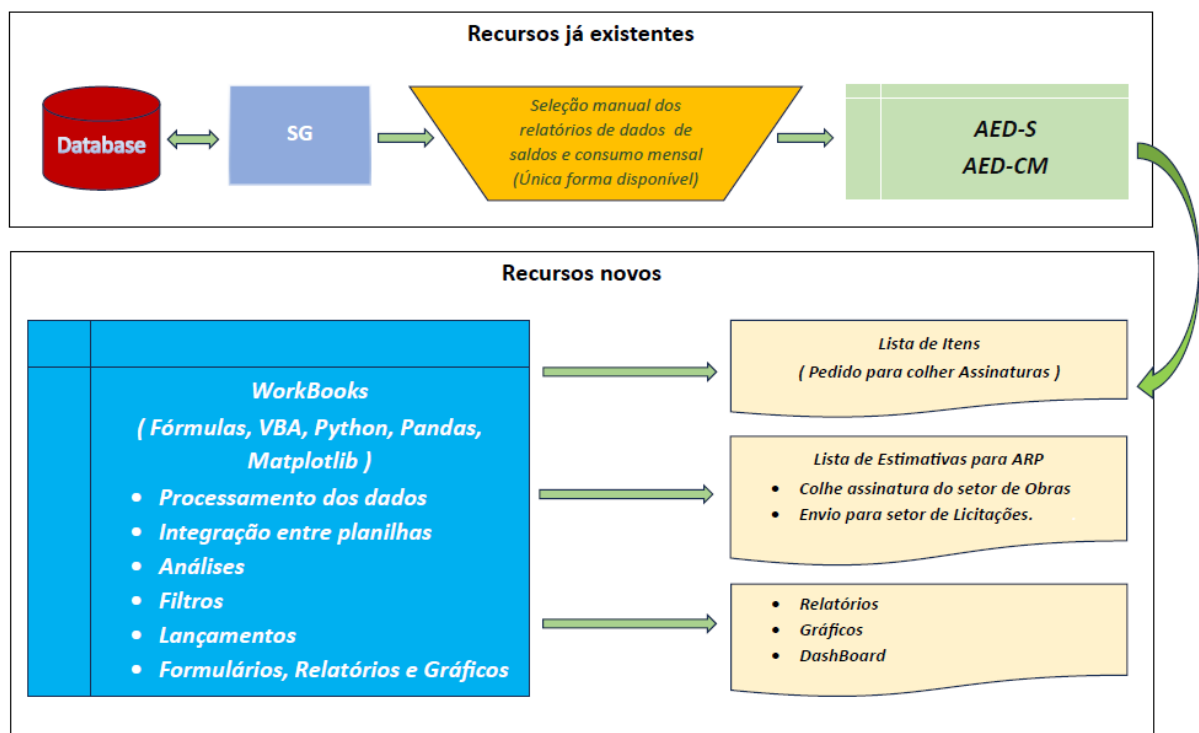 Recursos já existentes
Database
SG
Seleção manual dos
relatórios de dados de
saldos e consumo mensal
(Única forma disponível)
AED-S
AED-CM
Recursos novos
WorkBooks
( Fórmulas, VBA, Python, Pandas,
Matplotlib )
• Processamento dos dados
• Integração entre planilhas
• Análises
• Filtros
• Lançamentos
• Formulários, Relatórios e Gráficos
Lista de Itens
( Pedido para colher Assinaturas )
Lista de Estimativas para ARP
• Colhe assinatura do setor de Obras
• Envio para setor de Licitações.
• Relatórios
• Gráficos
• DashBoard